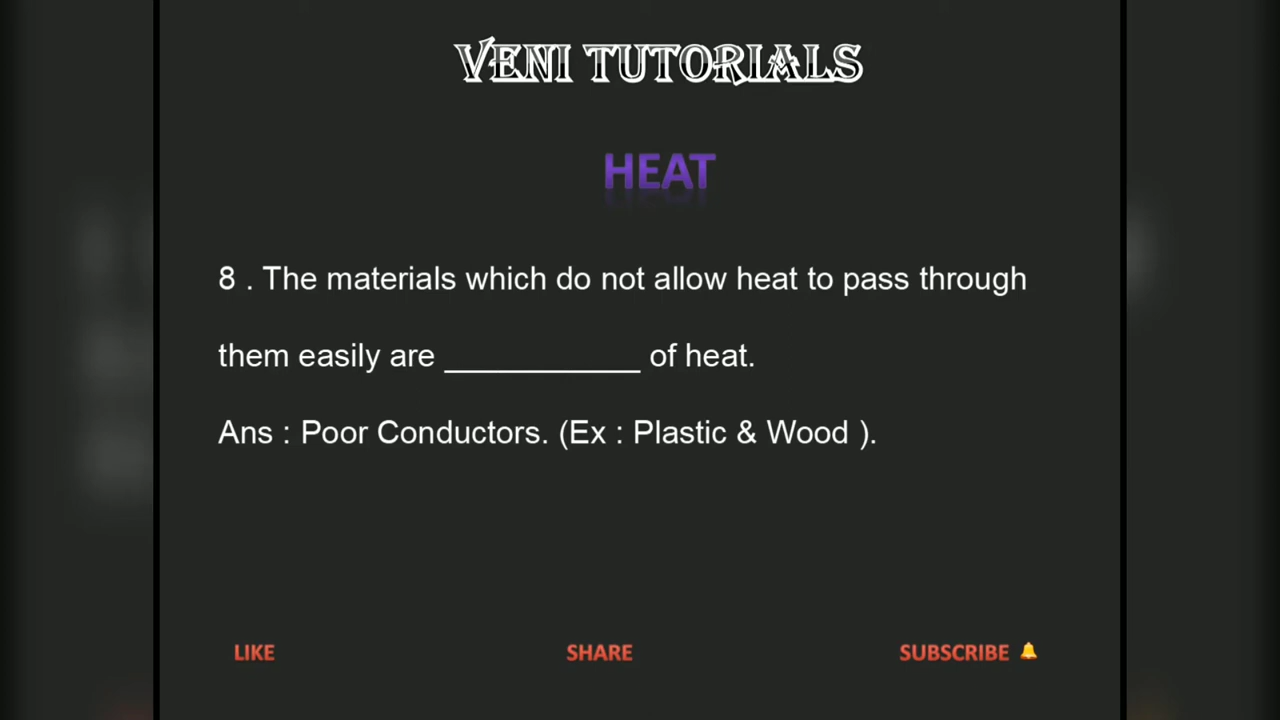 VENI TUTORIALS
HEAT
8 . The materials which do not allow heat to pass through
them easily are ___________ of heat.
Ans : Poor Conductors. (Ex : Plastic & Wood ).
LIKE SHARE SUBSCRIBE 🔔